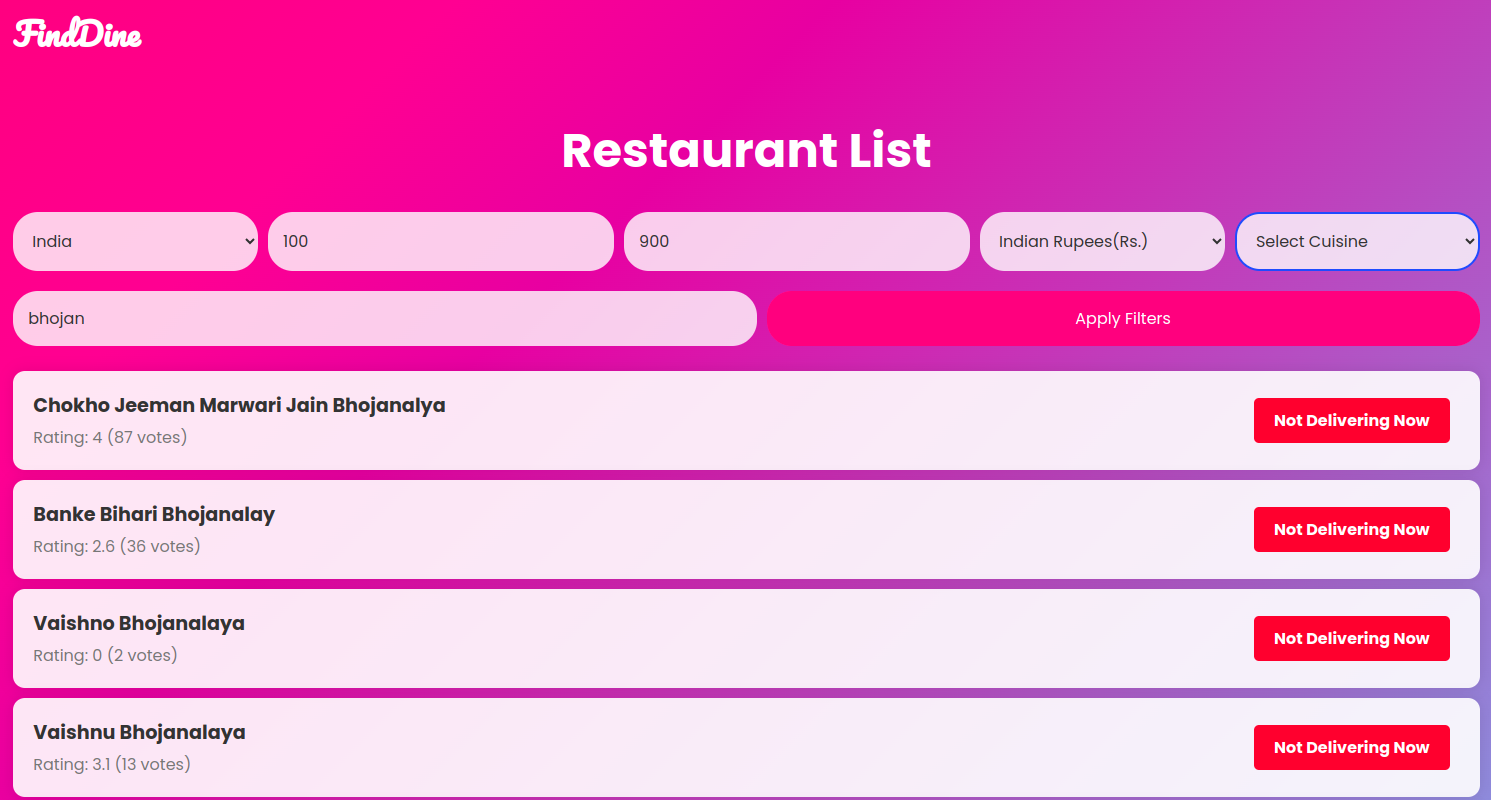 FindDine
Restaurant List
India 100 900 Indian Rupees(Rs.) Select Cuisine
bhojan Apply Filters
Chokho Jeeman Marwari Jain Bhojanalya
Rating: 4 (87 votes)
Not Delivering Now
Banke Bihari Bhojanalay
Rating: 2.6 (36 votes)
Not Delivering Now
Vaishno Bhojanalaya
Rating: 0 (2 votes)
Not Delivering Now
Vaishnu Bhojanalaya
Rating: 3.1 (13 votes)
Not Delivering Now